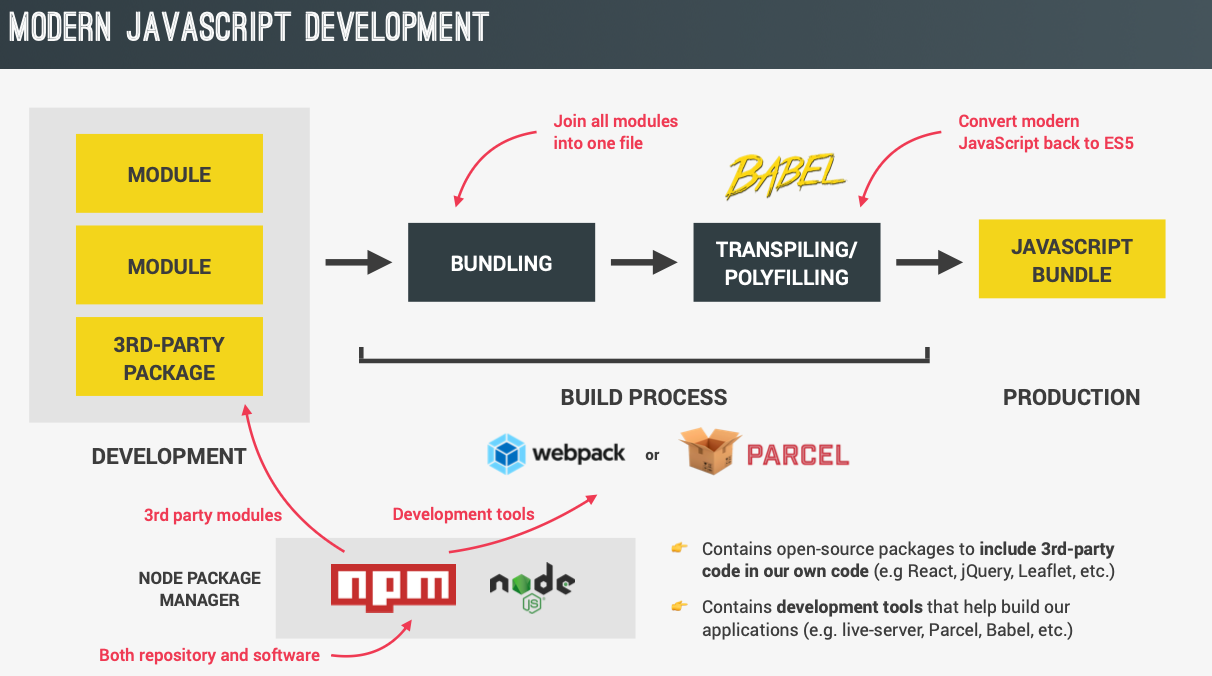 MODERN JAVASCRIPT DEVELOPMENT
MODULE
MODULE
3RD-PARTY
PACKAGE
DEVELOPMENT
Join all modules
into one file
BUNDLING
BABEL
Convert modern
JavaScript back to ES5
TRANSPILING/
POLYFILLING
JAVASCRIPT
BUNDLE
BUILD PROCESS
PRODUCTION
webpack or PARCEL
3rd party modules
Development tools
NODE PACKAGE
MANAGER
npm
node
JS
Both repository and software
Contains open-source packages to include 3rd-party
code in our own code (e.g React, jQuery, Leaflet, etc.)
Contains development tools that help build our
applications (e.g. live-server, Parcel, Babel, etc.)